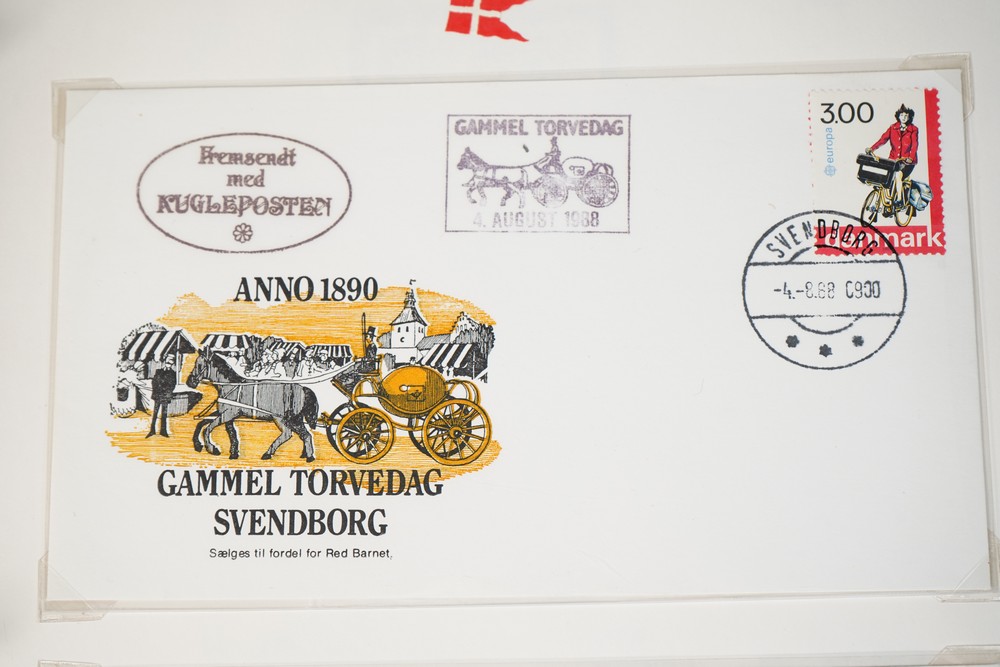 Fremsendt
med
KUGLEPOSTEN
GAMMEL TORVEDAG
4. AUGUST 1988
3.00
europa
denmark
SVENDBORG
-4.-8.88 0900
ANNO 1890
GAMMEL TORVEDAG
SVENDBORG
Sælges til fordel for Red Barnet,